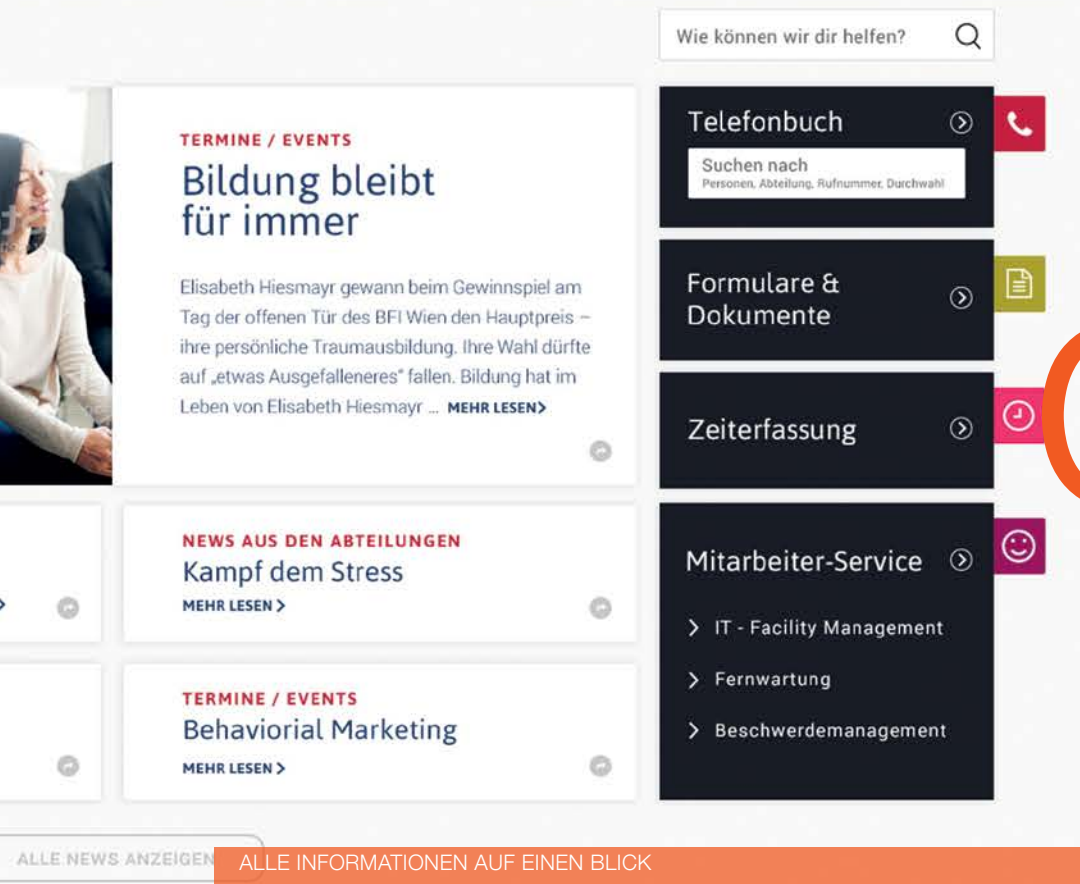 Wie können wir dir helfen?
TERMINE / EVENTS
Bildung bleibt
für immer
Elisabeth Hiesmayr gewann beim Gewinnspiel am
Tag der offenen Tür des BFI Wien den Hauptpreis –
ihre persönliche Traumausbildung. Ihre Wahl dürfte
auf „etwas Ausgefalleneres“ fallen. Bildung hat im
Leben von Elisabeth Hiesmayr ... MEHR LESEN>
NEWS AUS DEN ABTEILUNGEN
Kampf dem Stress
MEHR LESEN >
TERMINE / EVENTS
Behaviorial Marketing
MEHR LESEN >
Telefonbuch
Suchen nach
Personen, Abteilung, Rufnummer, Durchwahl
Formulare &
Dokumente
Zeiterfassung
Mitarbeiter-Service
> IT - Facility Management
> Fernwartung
> Beschwerdemanagement
ALLE NEWS ANZEIGEN
ALLE INFORMATIONEN AUF EINEN BLICK